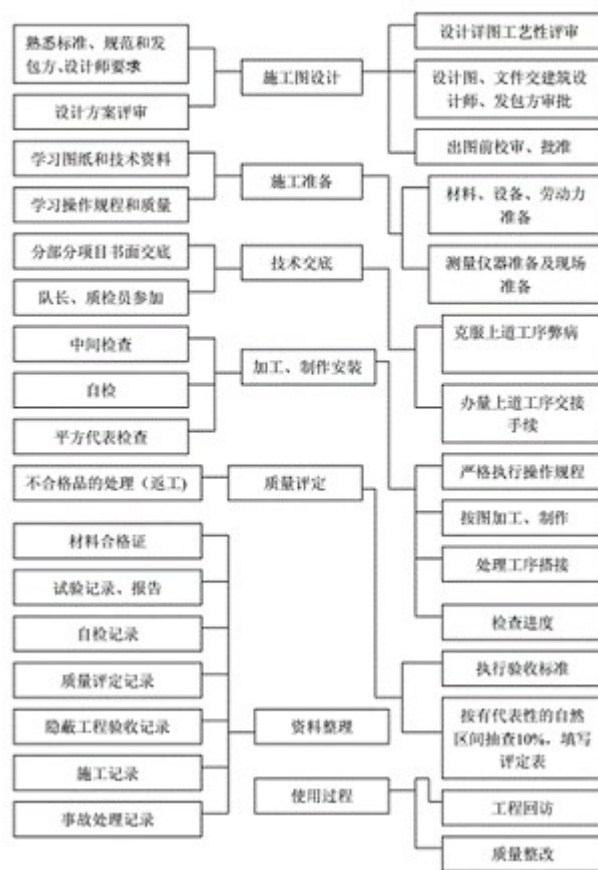 熟悉标准、规范和发
包方、设计师要求
设计方案评审
施工图设计
设计详图工艺性评审
设计图、文件交建筑设
计师、发包方审批
出图前校审、批准
学习图纸和技术资料
学习操作规程和质量
施工准备
材料、设备、劳动力
准备
测量仪器准备及现场
准备
分部分项目书面交底
队长、质检员参加
技术交底
克服上道工序弊病
办量上道工序交接
手续
中间检查
自检
平方代表检查
加工、制作安装
严格执行操作规程
按图加工、制作
处理工序搭接
检查进度
不合格品的处理（返工)
质量评定
执行验收标准
按有代表性的自然
区间抽查10%，填写
评定表
材料合格证
试验记录、报告
自检记录
质量评定记录
隐蔽工程验收记录
施工记录
事故处理记录
资料整理
使用过程
工程回访
质量整改